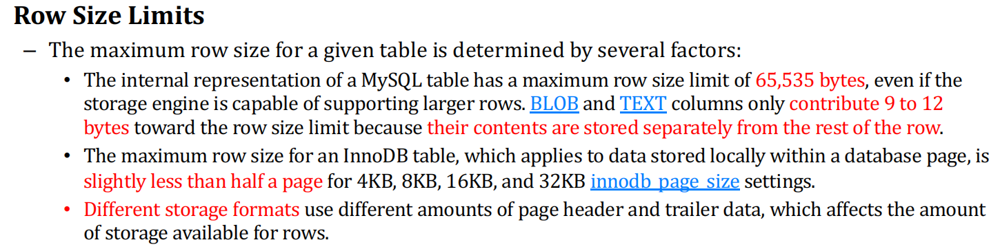 Row Size Limits
– The maximum row size for a given table is determined by several factors:
• The internal representation of a MySQL table has a maximum row size limit of 65,535 bytes, even if the
storage engine is capable of supporting larger rows. BLOB and TEXT columns only contribute 9 to 12
bytes toward the row size limit because their contents are stored separately from the rest of the row.
• The maximum row size for an InnoDB table, which applies to data stored locally within a database page, is
slightly less than half a page for 4KB, 8KB, 16KB, and 32KB innodb_page_size settings.
• Different storage formats use different amounts of page header and trailer data, which affects the amount
of storage available for rows.